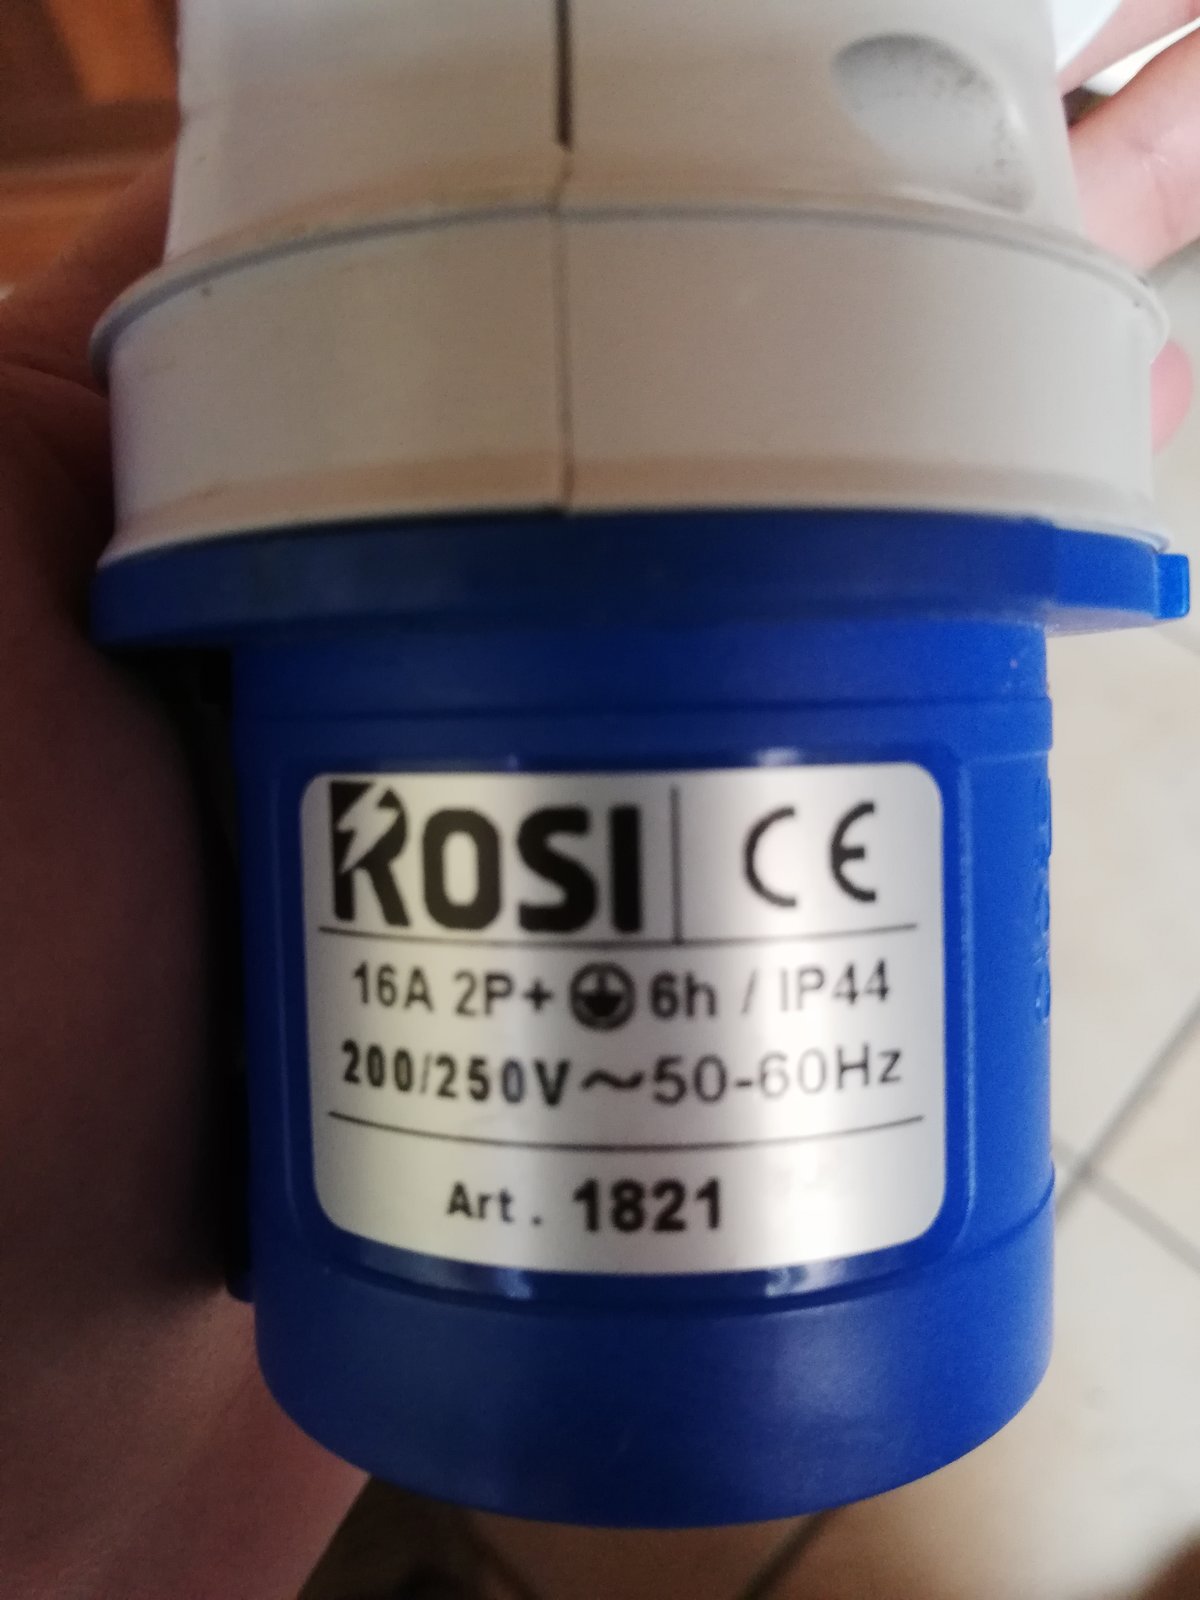 ROSI CE
16A 2P+⏚ 6h / IP44
200/250V~50-60Hz
Art. 1821